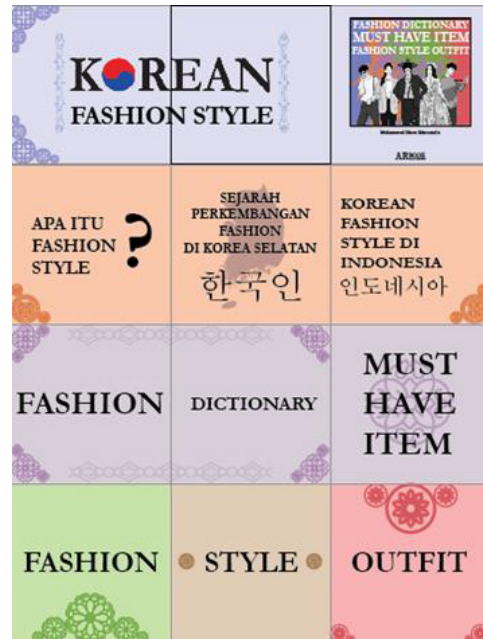 KOREAN
FASHION STYLE
FASHION DICTIONARY
MUST HAVE ITEM
FASHION STYLE OUTFIT
APA ITU
FASHION
STYLE
?
SEJARAH
PERKEMBANGAN
FASHION
DI KOREA SELATAN
한국인
KOREAN
FASHION
STYLE DI
INDONESIA
인도네시아
FASHION
DICTIONARY
MUST
HAVE
ITEM
FASHION
STYLE
OUTFIT